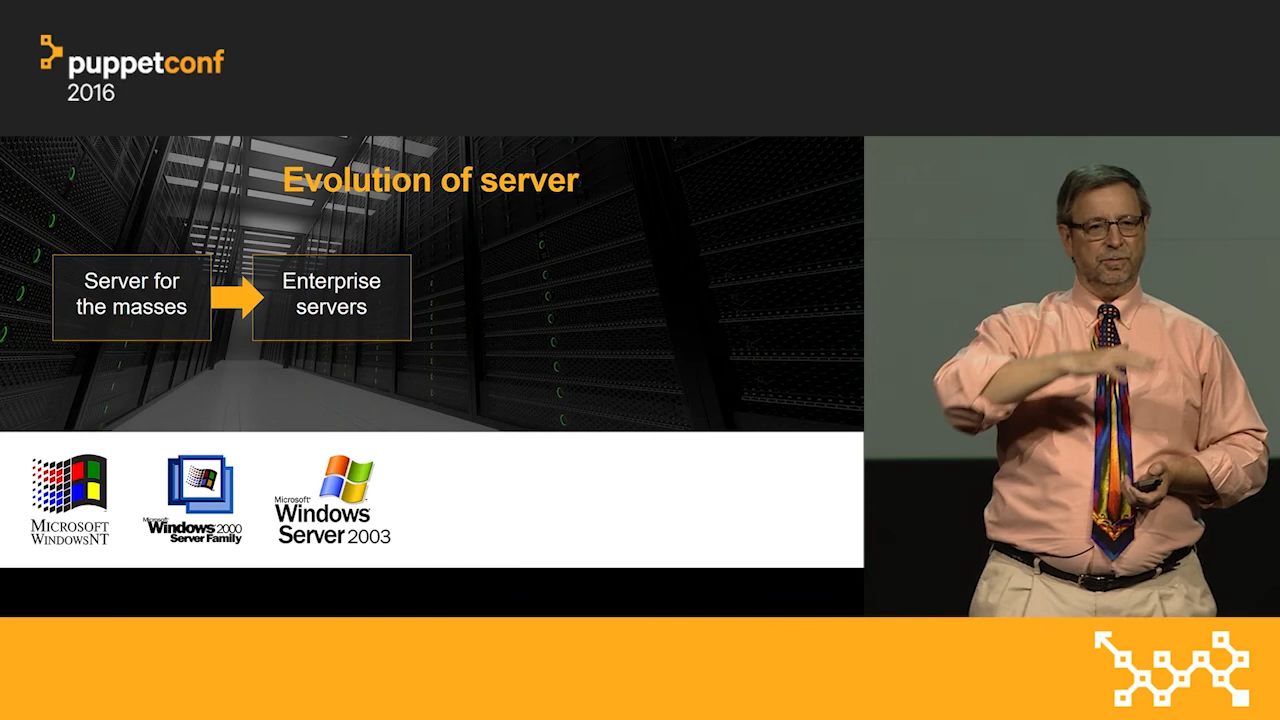 puppetconf
2016
Evolution of server
Server for
the masses
Enterprise
servers
MICROSOFT
WINDOWSNT
Microsoft
Windows 2000
Server Family
Microsoft
Windows
Server 2003